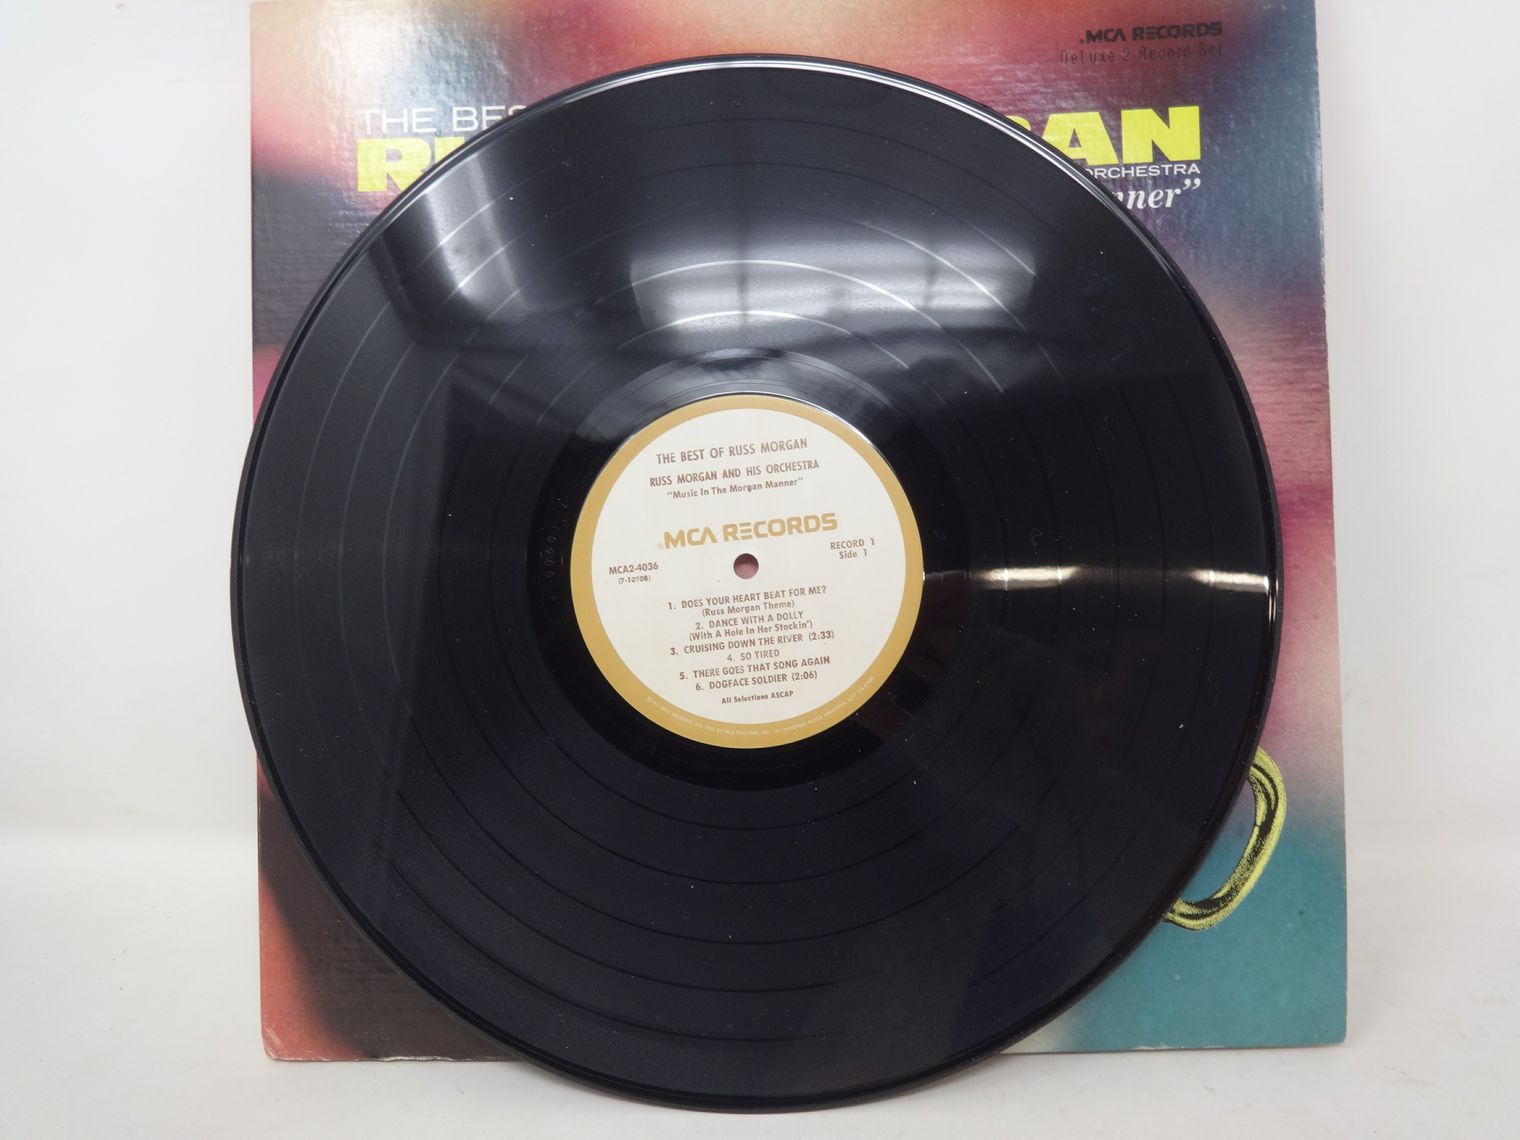 .MCA RECORDS
DeLuxe 2-Record Set
THE BES
AN
ORCHESTRA
nner”
THE BEST OF RUSS MORGAN
RUSS MORGAN AND HIS ORCHESTRA
"Music In The Morgan Manner"
.MCA RECORDS
MCA2-4036
(7-10908)
RECORD 1
Side 1
1. DOES YOUR HEART BEAT FOR ME?
(Russ Morgan Theme)
2. DANCE WITH A DOLLY
(With A Hole In Her Stockin')
3. CRUISING DOWN THE RIVER (2:33)
4. SO TIRED
5. THERE GOES THAT SONG AGAIN
6. DOGFACE SOLDIER (2:06)
All Selections ASCAP